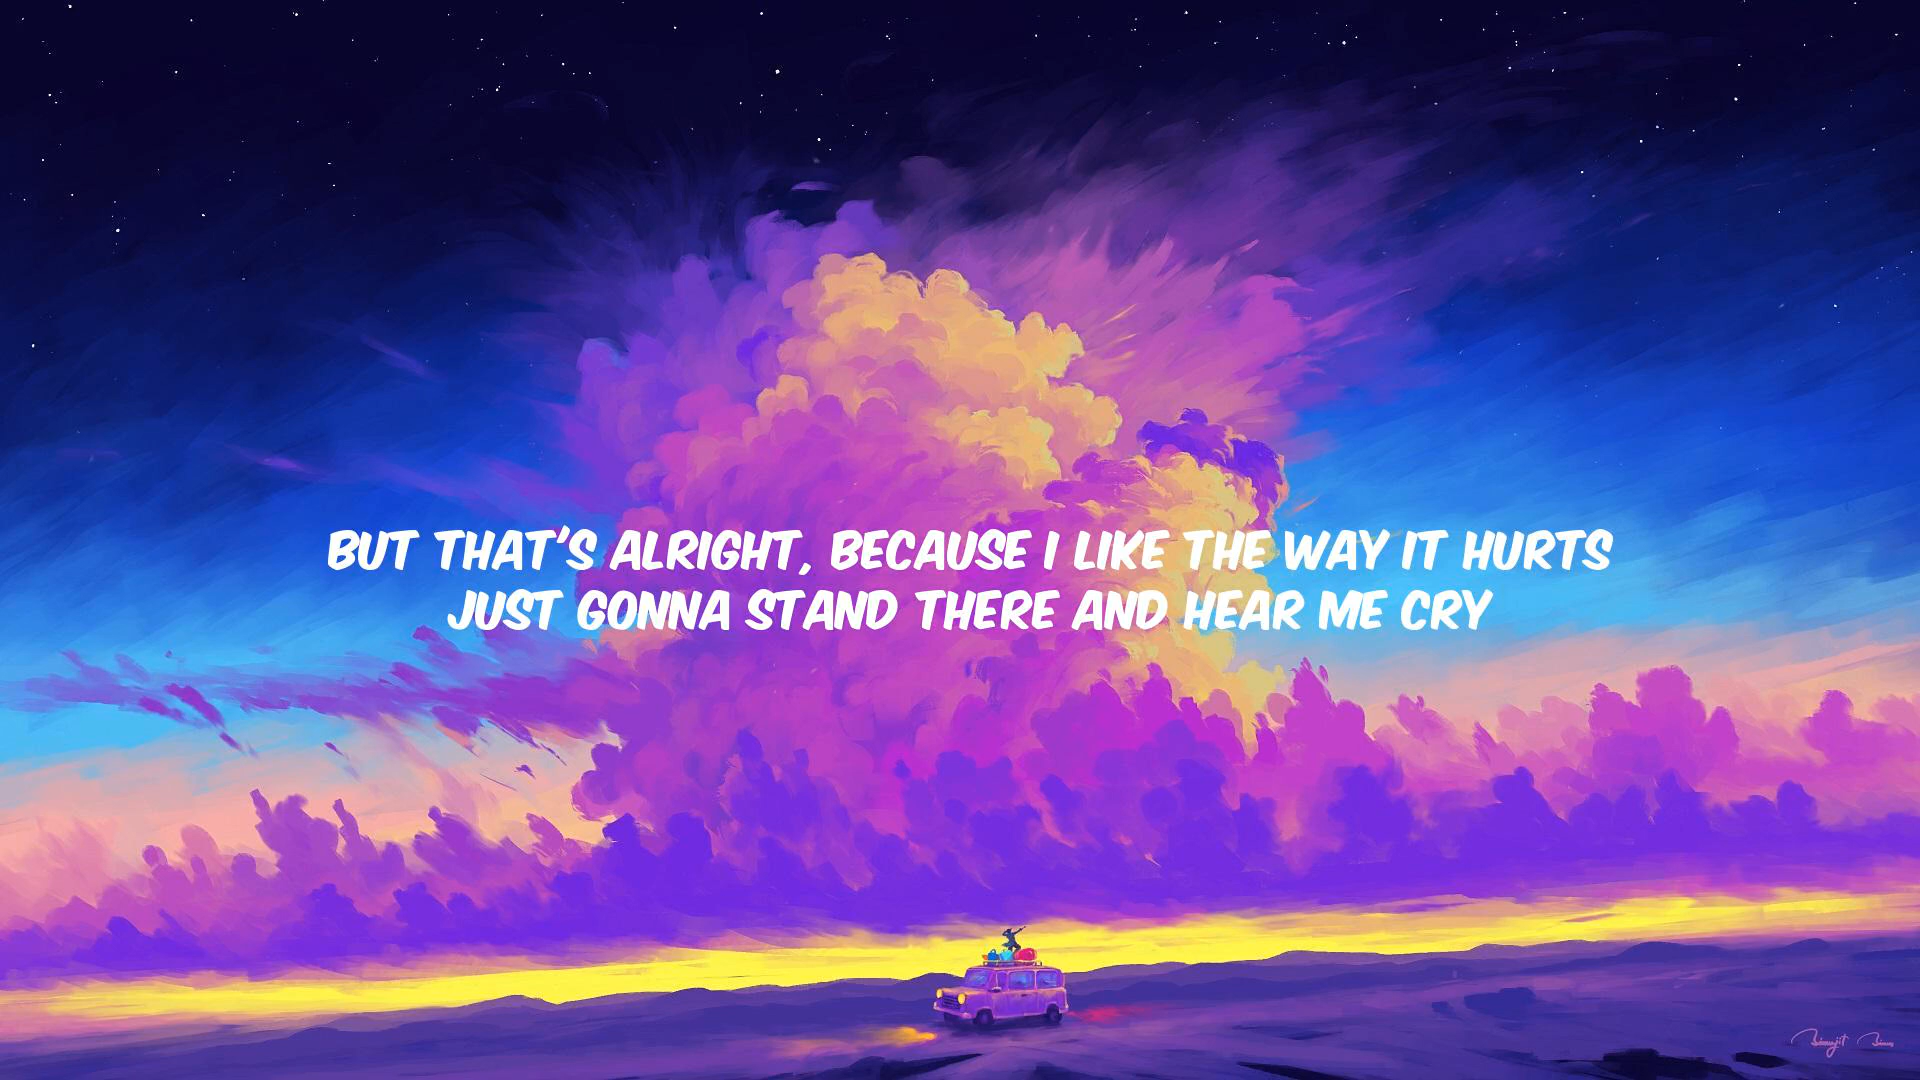 BUT THAT'S ALRIGHT, BECAUSE I LIKE THE WAY IT HURTS
JUST GONNA STAND THERE AND HEAR ME CRY